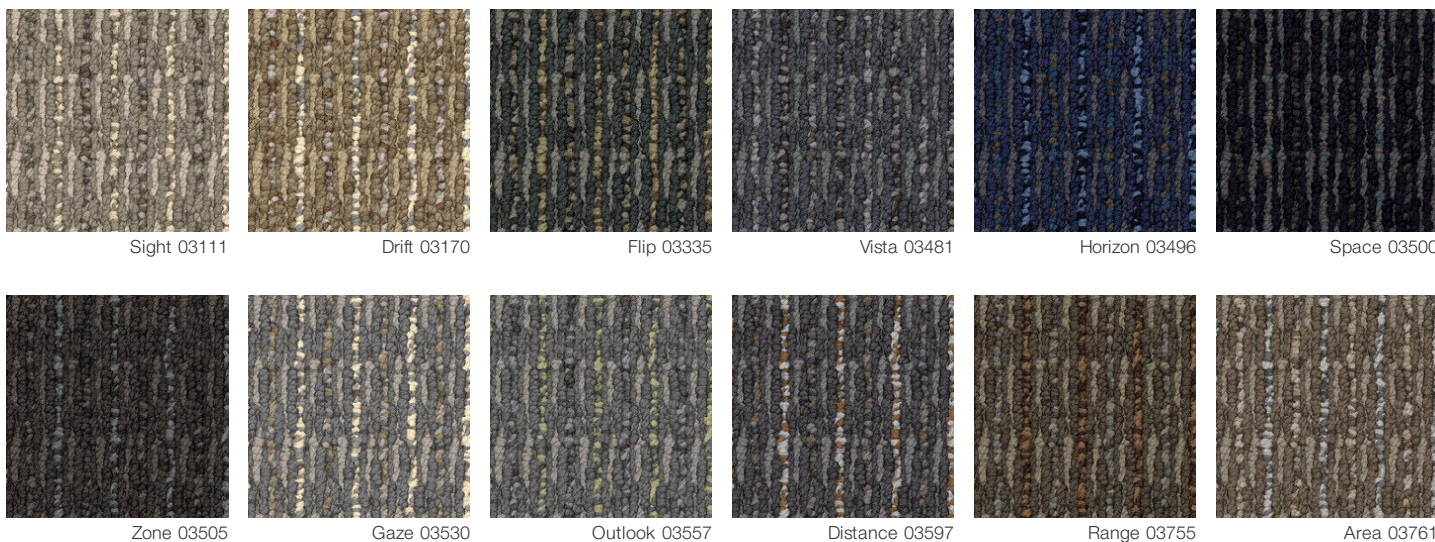 Sight 03111
Drift 03170
Flip 03335
Vista 03481
Horizon 03496
Space 03500
Zone 03505
Gaze 03530
Outlook 03557
Distance 03597
Range 03755
Area 03761